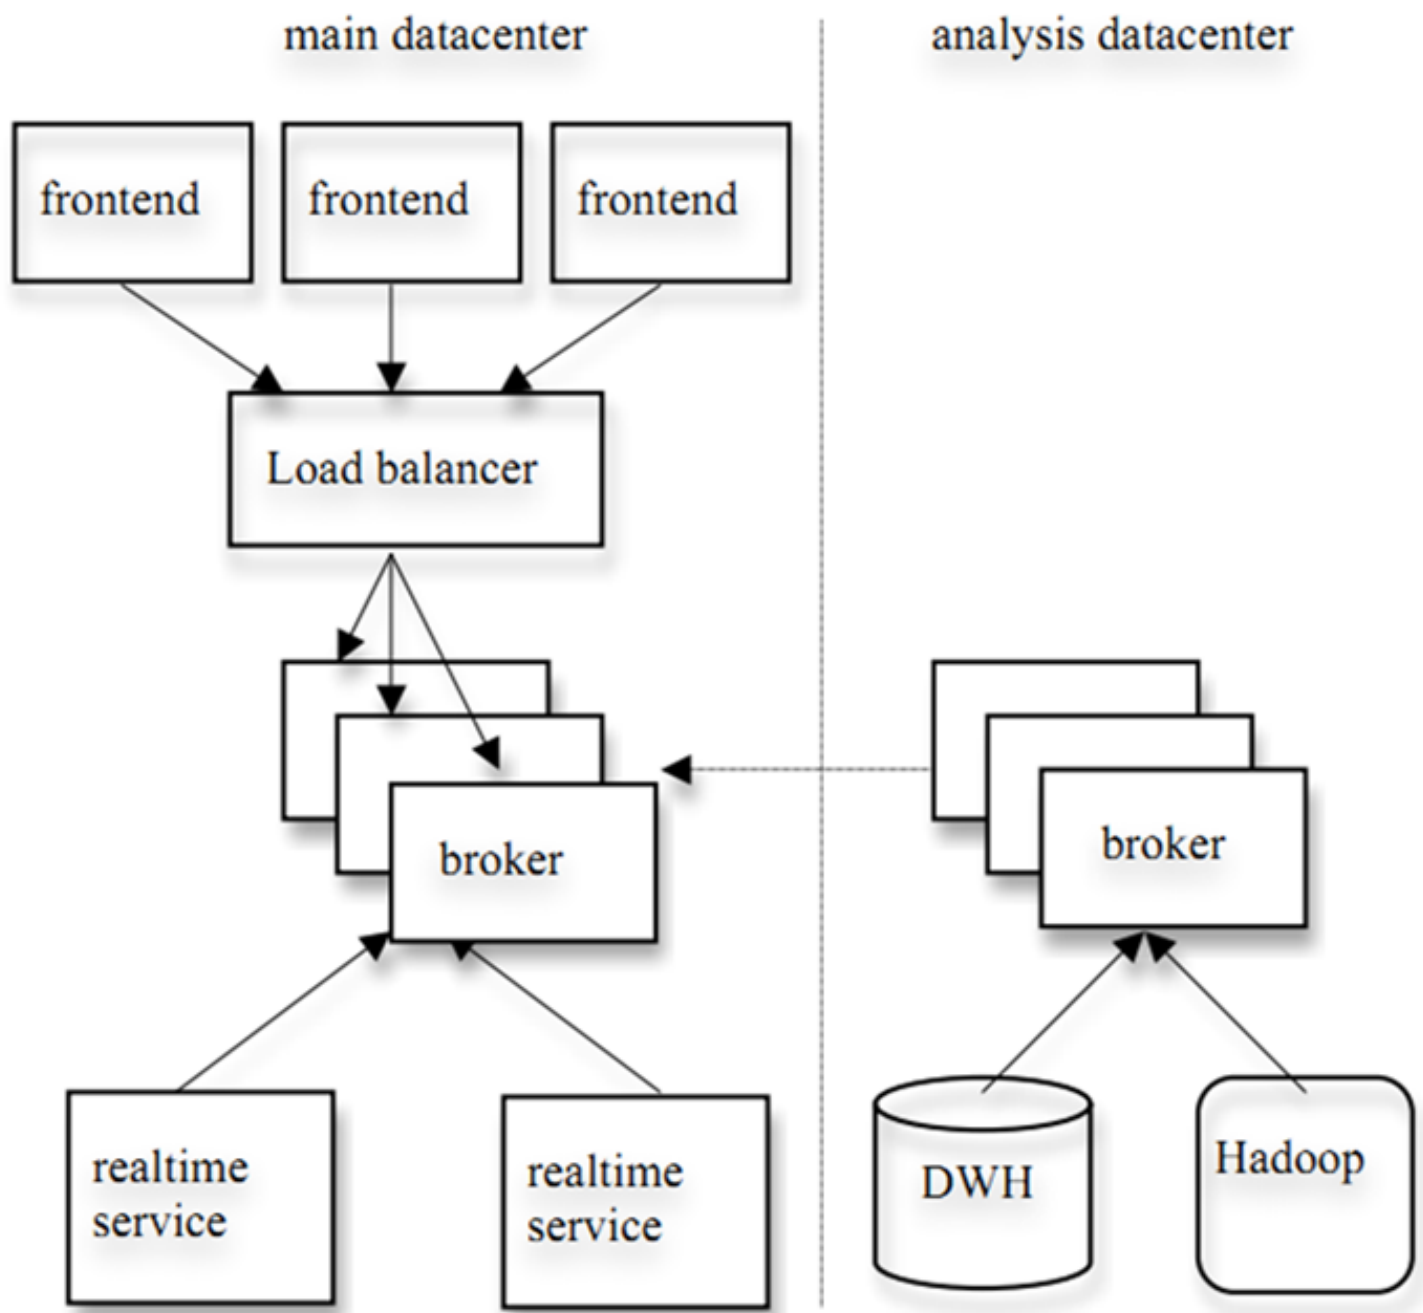 main datacenter
analysis datacenter
frontend
frontend
frontend
Load balancer
broker
broker
realtime
service
realtime
service
DWH
Hadoop